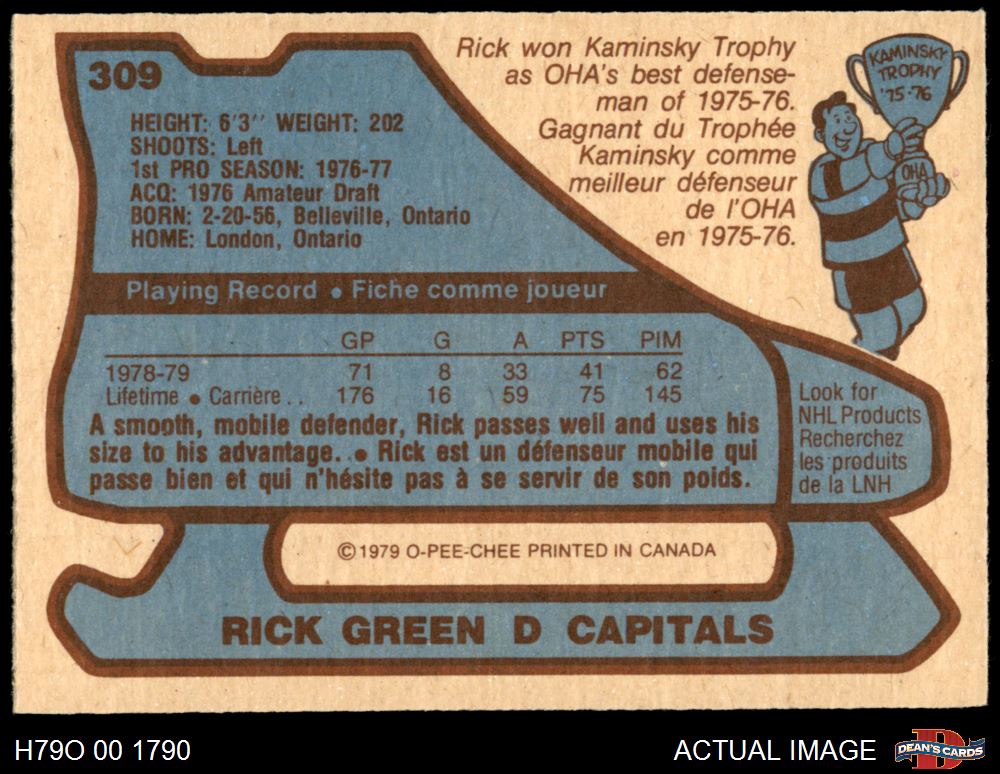 309
HEIGHT: 6'3'' WEIGHT: 202
SHOOTS: Left
1st PRO SEASON: 1976-77
ACQ: 1976 Amateur Draft
BORN: 2-20-56, Belleville, Ontario
HOME: London, Ontario
Rick won Kaminsky Trophy
as OHA's best defense-
man of 1975-76.
Gagnant du Trophée
Kaminsky comme
meilleur défenseur
de l'OHA
en 1975-76.
KAMINSKY
TROPHY
'75-76
OHA
Playing Record • Fiche comme joueur
GP G A PTS PIM
1978-79 71 8 33 41 62
Lifetime • Carrière . . 176 16 59 75 145
A smooth, mobile defender, Rick passes well and uses his
size to his advantage. . • Rick est un défenseur mobile qui
passe bien et qui n'hésite pas à se servir de son poids.
Look for
NHL Products
Recherchez
les produits
de la LNH
©1979 O-PEE-CHEE PRINTED IN CANADA
RICK GREEN D CAPITALS
H79O 00 1790
ACTUAL IMAGE
D
DEAN'S CARDS